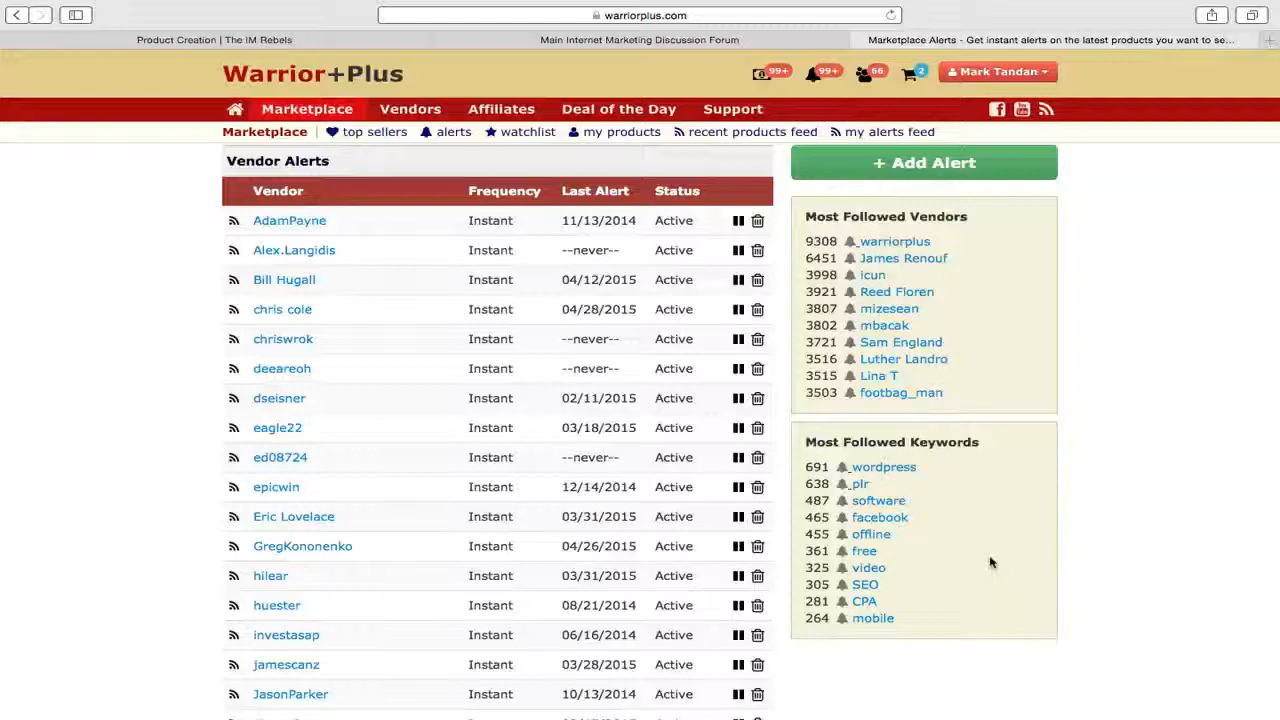 warriorplus.com
Product Creation | The IM Rebels
Main Internet Marketing Discussion Forum
Marketplace Alerts - Get instant alerts on the latest products you want to se...
Warrior+Plus
99+ 99+ 66 2 Mark Tandan
Marketplace Vendors Affiliates Deal of the Day Support
Marketplace | top sellers alerts watchlist my products recent products feed my alerts feed
Vendor Alerts
Vendor Frequency Last Alert Status
AdamPayne Instant 11/13/2014 Active
Alex.Langidis Instant --never-- Active
Bill Hugall Instant 04/12/2015 Active
chris cole Instant 04/28/2015 Active
chriswrok Instant --never-- Active
deeareoh Instant --never-- Active
dseisner Instant 02/11/2015 Active
eagle22 Instant 03/18/2015 Active
ed08724 Instant --never-- Active
epicwin Instant 12/14/2014 Active
Eric Lovelace Instant 03/31/2015 Active
GregKononenko Instant 04/26/2015 Active
hilear Instant 03/31/2015 Active
huester Instant 08/21/2014 Active
investasap Instant 06/16/2014 Active
jamescanz Instant 03/28/2015 Active
JasonParker Instant 10/13/2014 Active
+ Add Alert
Most Followed Vendors
9308 warriorplus
6451 James Renouf
3998 icun
3921 Reed Floren
3807 mizesean
3802 mbacak
3721 Sam England
3516 Luther Landro
3515 Lina T
3503 footbag_man
Most Followed Keywords
691 wordpress
638 plr
487 software
465 facebook
455 offline
361 free
325 video
305 SEO
281 CPA
264 mobile